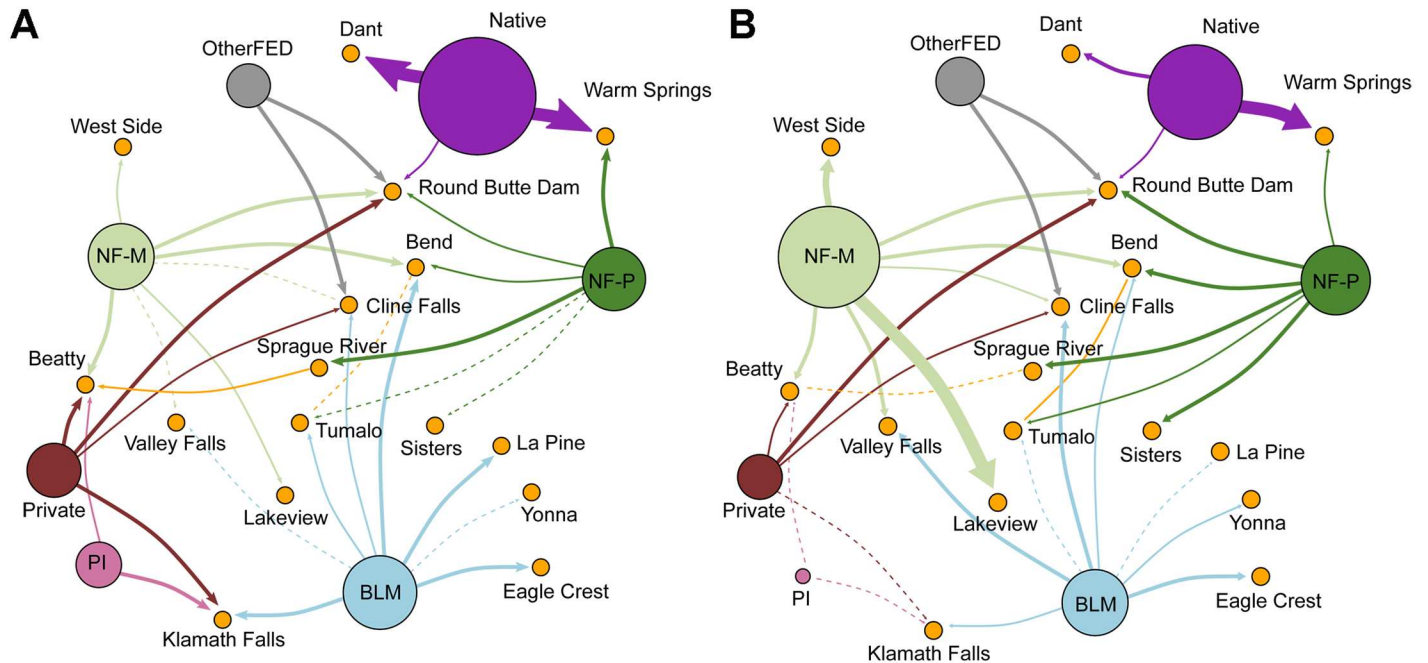 A
Native
Dant
OtherFED
Warm Springs
West Side
Round Butte Dam
NF-M
Bend
NF-P
Cline Falls
Sprague River
Beatty
Valley Falls
Tumalo
Sisters
La Pine
Private
Lakeview
Yonna
PI
BLM
Eagle Crest
Klamath Falls
B
Dant
Native
OtherFED
Warm Springs
West Side
Round Butte Dam
NF-M
Bend
NF-P
Cline Falls
Sprague River
Beatty
Valley Falls
Tumalo
Sisters
La Pine
Private
Lakeview
Yonna
PI
BLM
Eagle Crest
Klamath Falls